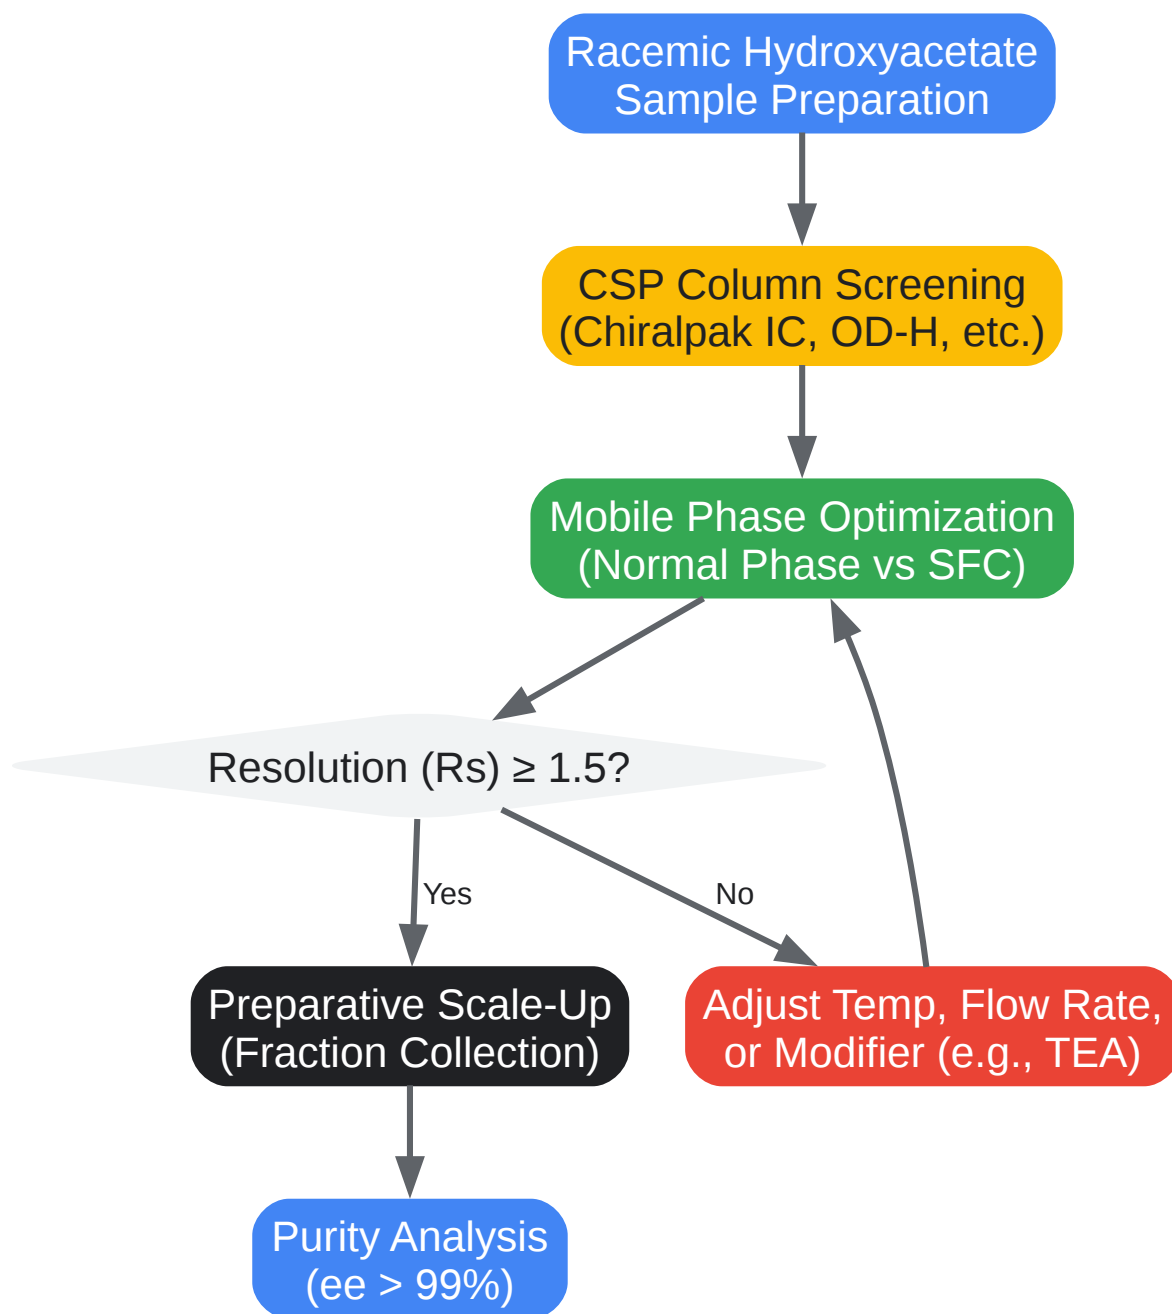 Racemic Hydroxyacetate
Sample Preparation
CSP Column Screening
(Chiralpak IC, OD-H, etc.)
Mobile Phase Optimization
(Normal Phase vs SFC)
Resolution (Rs) ≥ 1.5?
Yes
No
Preparative Scale-Up
(Fraction Collection)
Adjust Temp, Flow Rate,
or Modifier (e.g., TEA)
Purity Analysis
(ee > 99%)